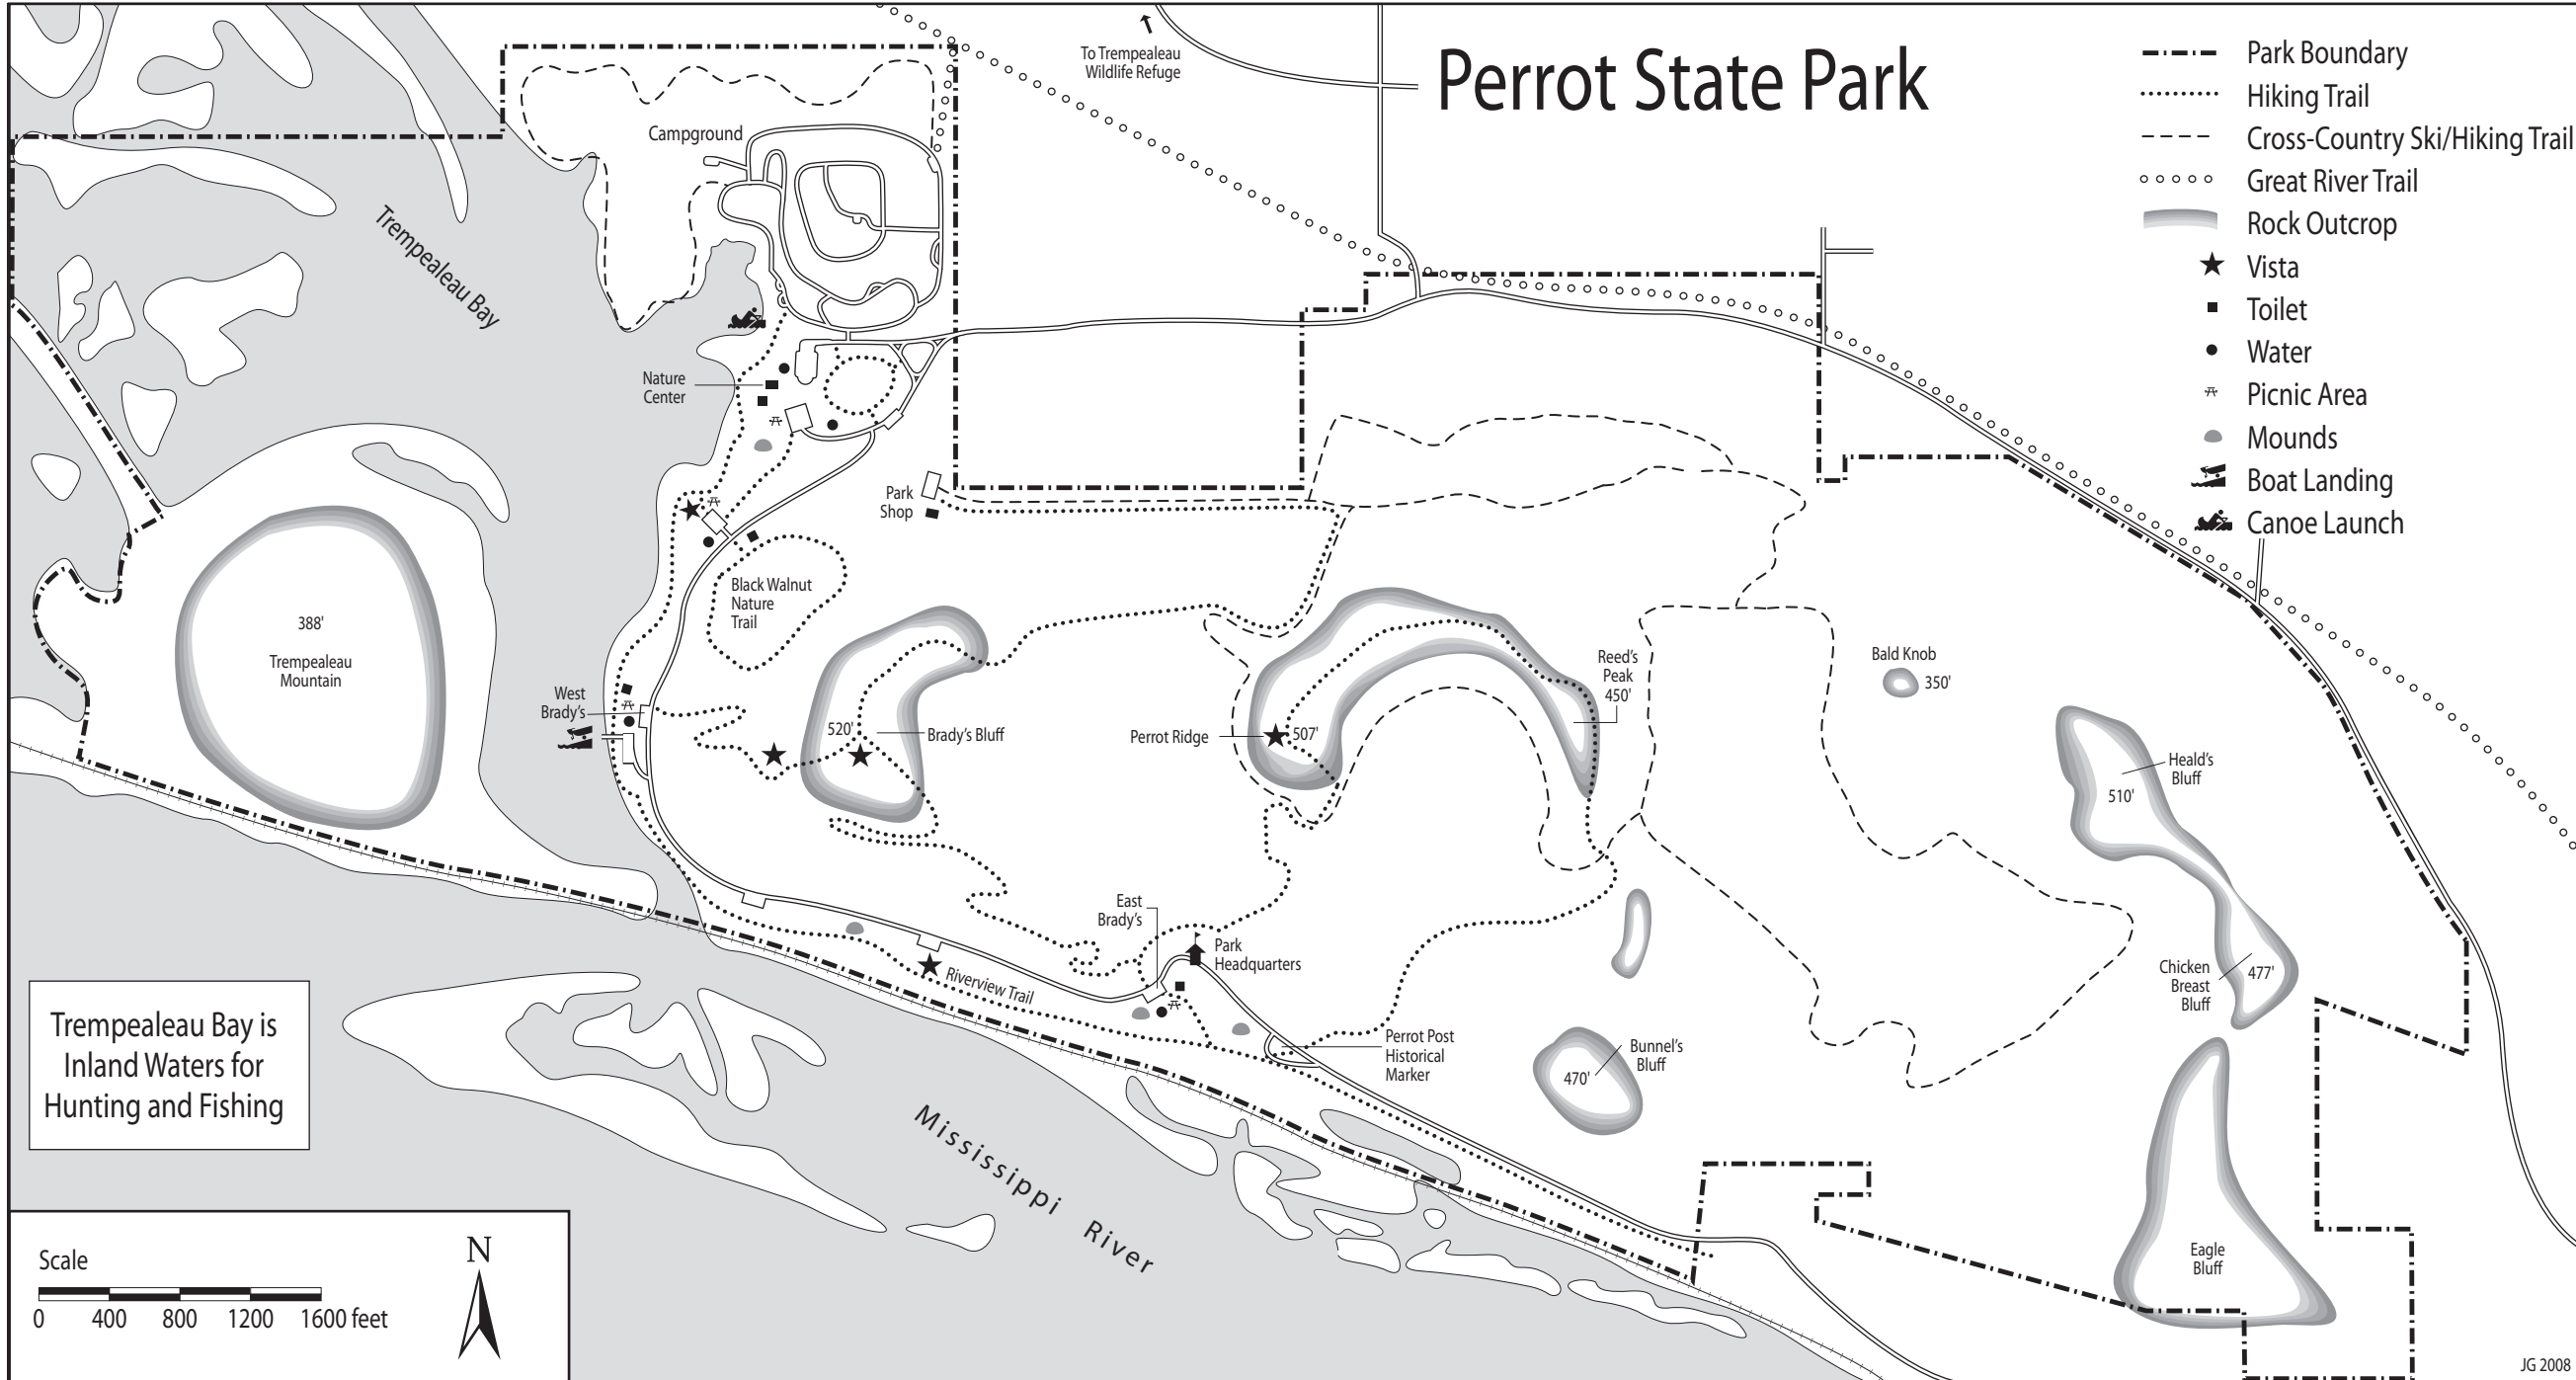 Perrot State Park
To Trempealeau
Wildlife Refuge
Park Boundary
Hiking Trail
Cross-Country Ski/Hiking Trail
Great River Trail
Rock Outcrop
Vista
Toilet
Water
Picnic Area
Mounds
Boat Landing
Canoe Launch
Campground
Trempealeau Bay
Nature
Center
Park
Shop
Black Walnut
Nature
Trail
388'
Trempealeau
Mountain
West
Brady's
520'
Brady's Bluff
Perrot Ridge
507'
Reed's
Peak
450'
Bald Knob
350'
Heald's
Bluff
510'
East
Brady's
Park
Headquarters
Riverview Trail
Chicken
Breast
Bluff
477'
Perrot Post
Historical
Marker
Bunnel's
Bluff
470'
Trempealeau Bay is
Inland Waters for
Hunting and Fishing
Mississippi River
Eagle
Bluff
Scale
0 400 800 1200 1600 feet
N
JG 2008